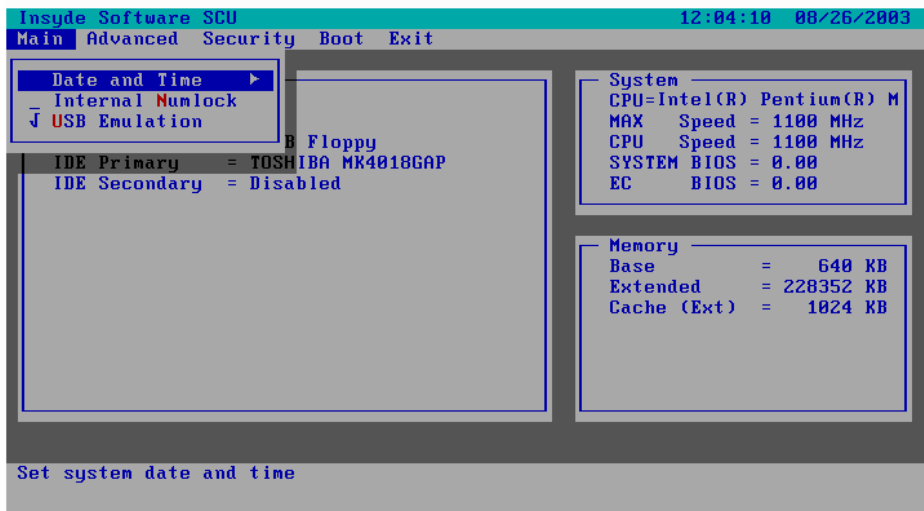 Insyde Software SCU 12:04:10 08/26/2003
Main Advanced Security Boot Exit
Date and Time ►
_ Internal Numlock
√ USB Emulation
B Floppy
IDE Primary = TOSHIBA MK4018GAP
IDE Secondary = Disabled
System
CPU=Intel(R) Pentium(R) M
MAX Speed = 1100 MHz
CPU Speed = 1100 MHz
SYSTEM BIOS = 0.00
EC BIOS = 0.00
Memory
Base = 640 KB
Extended = 228352 KB
Cache (Ext) = 1024 KB
Set system date and time